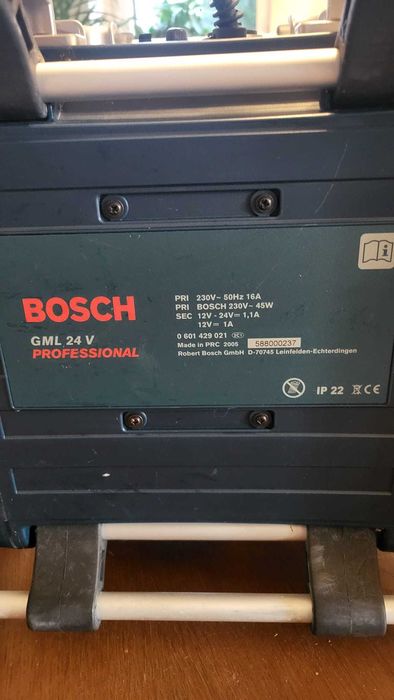 BOSCH
GML 24 V
PROFESSIONAL
PRI 230V~ 50Hz 16A
PRI BOSCH 230V~ 45W
SEC 12V - 24V= 1,1A
12V= 1A
0 601 429 021
Made in PRC 2005 588000237
Robert Bosch GmbH D-70745 Leinfelden-Echterdingen
IP 22 CE